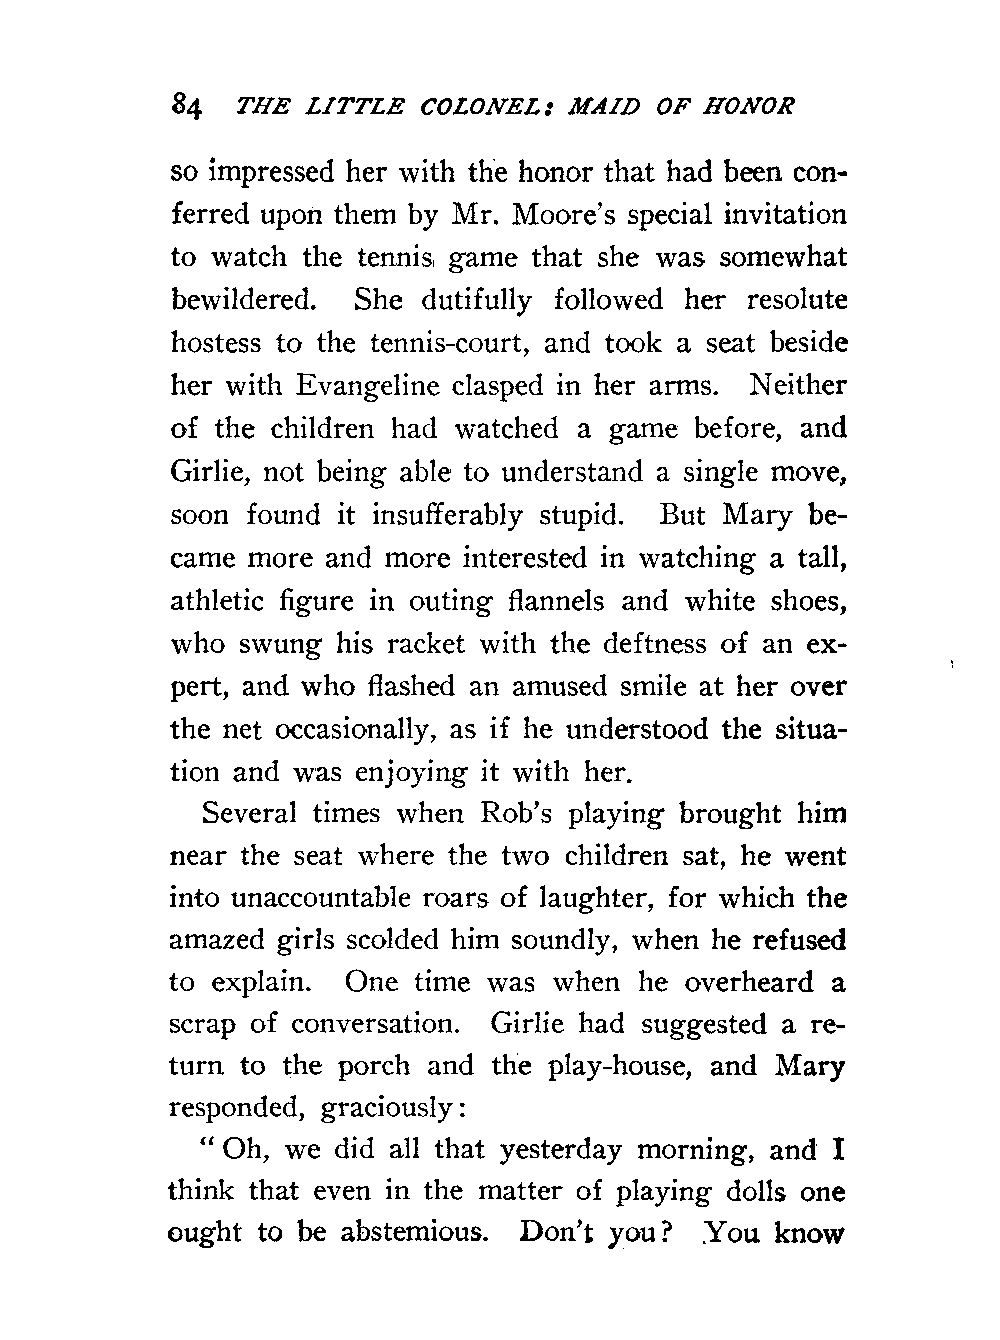 84 THE LITTLE COLONEL: MAID OF HONOR
so impressed her with the honor that had been con-
ferred upon them by Mr. Moore's special invitation
to watch the tennis game that she was somewhat
bewildered. She dutifully followed her resolute
hostess to the tennis-court, and took a seat beside
her with Evangeline clasped in her arms. Neither
of the children had watched a game before, and
Girlie, not being able to understand a single move,
soon found it insufferably stupid. But Mary be-
came more and more interested in watching a tall,
athletic figure in outing flannels and white shoes,
who swung his racket with the deftness of an ex-
pert, and who flashed an amused smile at her over
the net occasionally, as if he understood the situa-
tion and was enjoying it with her.
Several times when Rob's playing brought him
near the seat where the two children sat, he went
into unaccountable roars of laughter, for which the
amazed girls scolded him soundly, when he refused
to explain. One time was when he overheard a
scrap of conversation. Girlie had suggested a re-
turn to the porch and the play-house, and Mary
responded, graciously:
"Oh, we did all that yesterday morning, and I
think that even in the matter of playing dolls one
ought to be abstemious. Don't you? You know